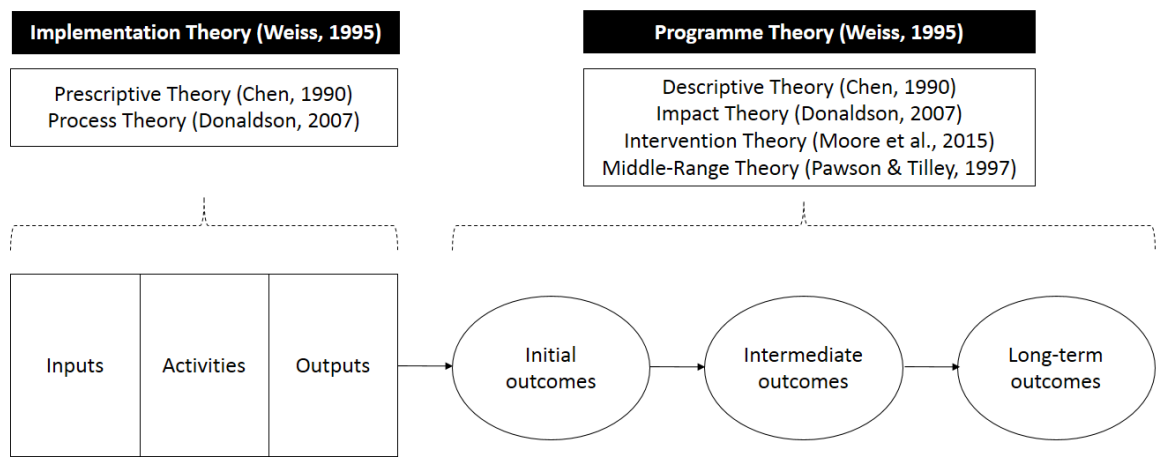 Implementation Theory (Weiss, 1995)
Prescriptive Theory (Chen, 1990)
Process Theory (Donaldson, 2007)
Programme Theory (Weiss, 1995)
Descriptive Theory (Chen, 1990)
Impact Theory (Donaldson, 2007)
Intervention Theory (Moore et al., 2015)
Middle-Range Theory (Pawson & Tilley, 1997)
Inputs
Activities
Outputs
Initial
outcomes
Intermediate
outcomes
Long-term
outcomes